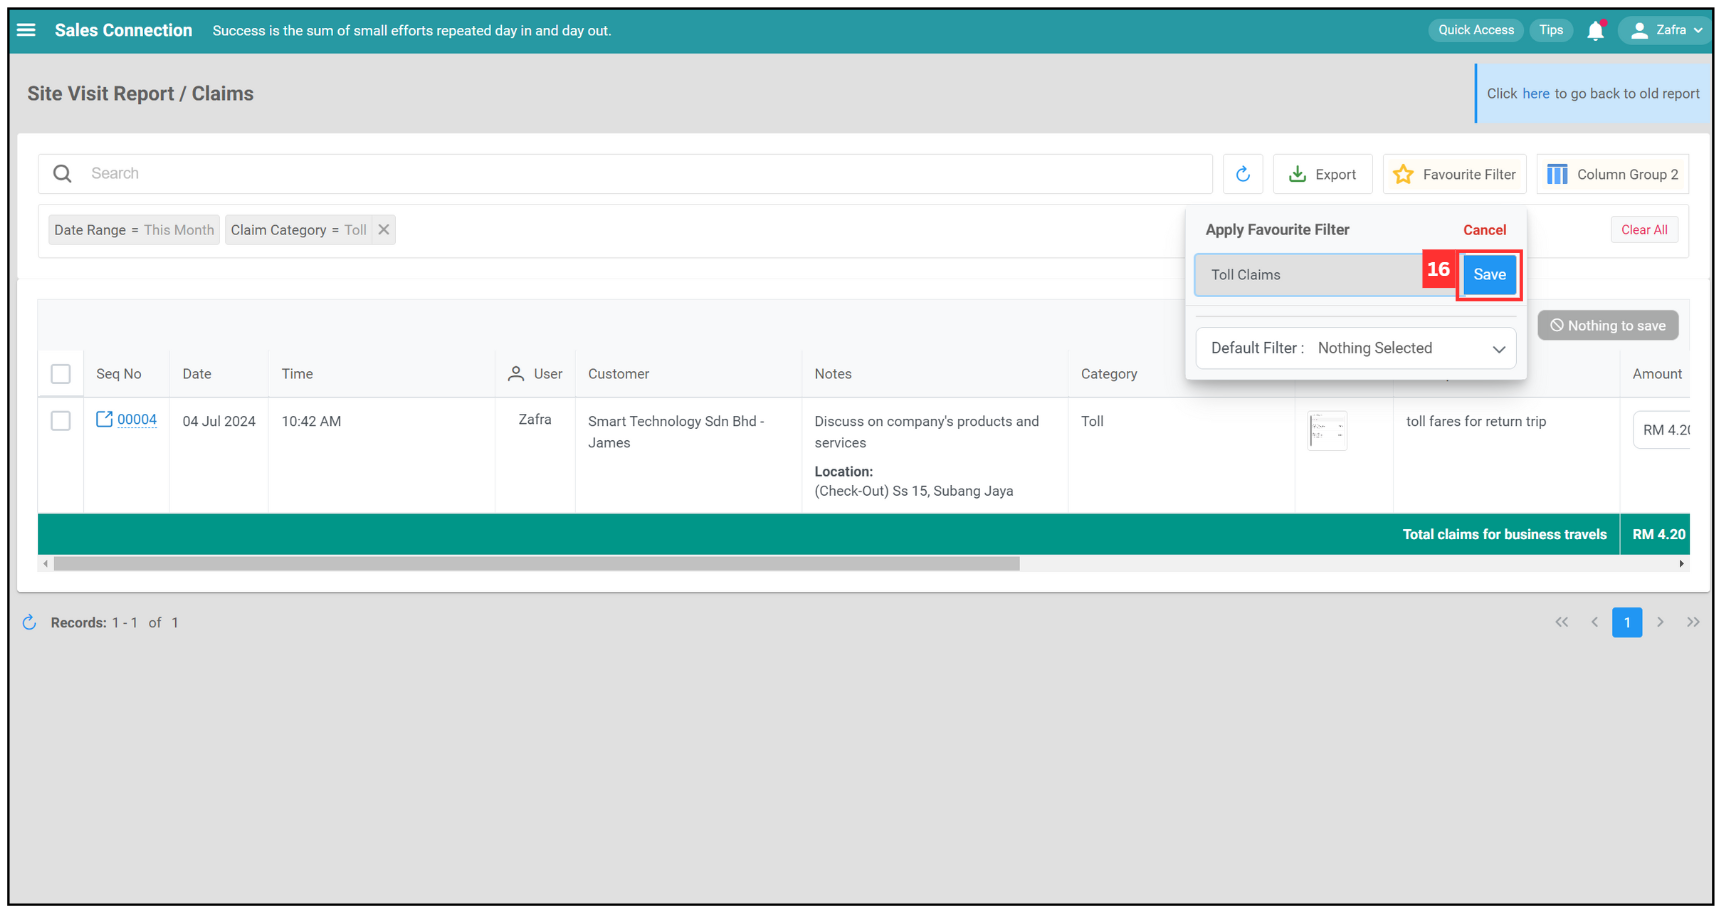 Sales Connection Success is the sum of small efforts repeated day in and day out. Quick Access Tips Zafra
Site Visit Report / Claims
Click here to go back to old report
Search
Export
Favourite Filter
Column Group 2
Date Range = This Month
Claim Category = Toll
Clear All
Apply Favourite Filter Cancel
Toll Claims 16 Save
Nothing to save
Default Filter : Nothing Selected
Seq No Date Time User Customer Notes Category Amount
00004 04 Jul 2024 10:42 AM Zafra Smart Technology Sdn Bhd - Discuss on company's products and Toll toll fares for return trip RM 4.20
James services
Location:
(Check-Out) Ss 15, Subang Jaya
Total claims for business travels RM 4.20
Records: 1 - 1 of 1
1